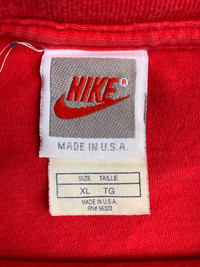 NIKE®
MADE IN U.S.A.
SIZE TAILLE
XL TG
MADE IN U.S.A.
RN# 56323